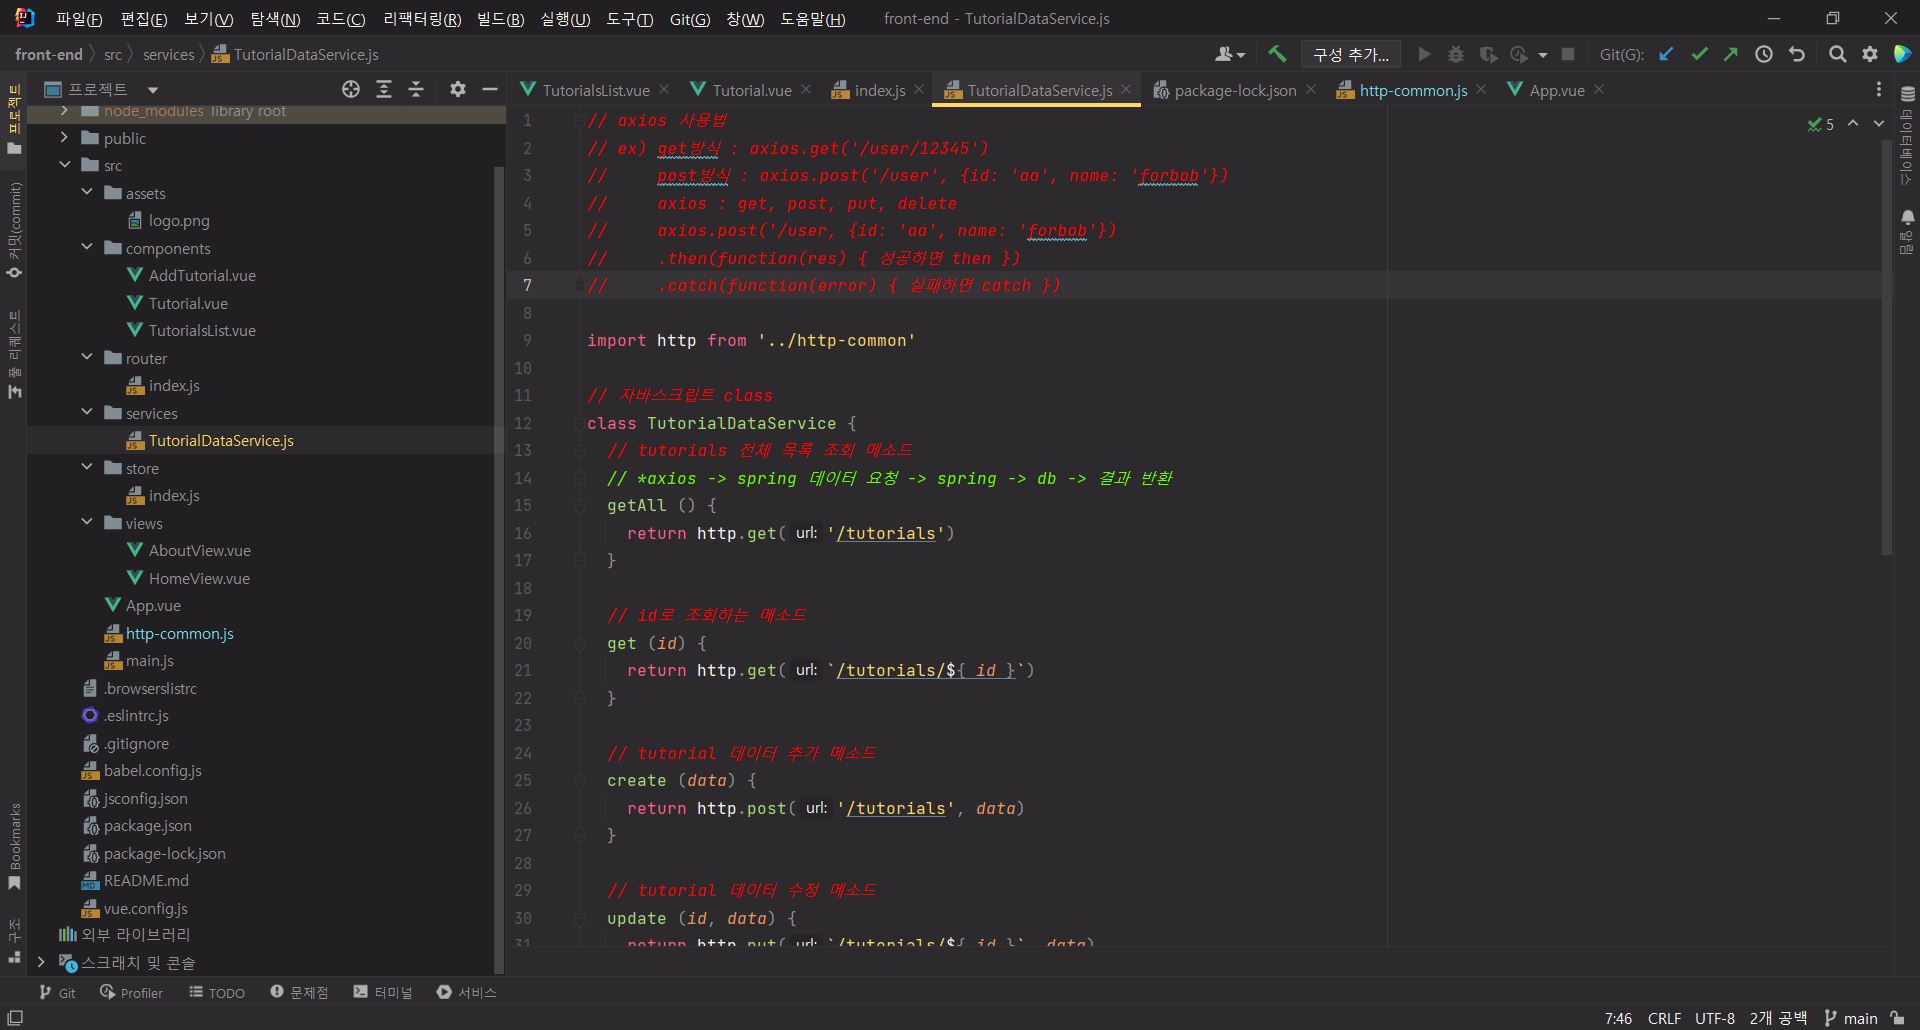 파일(F) 편집(E) 보기(V) 탐색(N) 코드(C) 리팩터링(R) 빌드(B) 실행(U) 도구(T) Git(G) 창(W) 도움말(H) front-end - TutorialDataService.js
front-end src services TutorialDataService.js 구성 추가... Git(G):
프로젝트
TutorialsList.vue Tutorial.vue index.js TutorialDataService.js package-lock.json http-common.js App.vue
프로젝트
커밋(commit)
풀 리퀘스트
Bookmarks
구조
node_modules library root
public
src
assets
logo.png
components
AddTutorial.vue
Tutorial.vue
TutorialsList.vue
router
index.js
services
TutorialDataService.js
store
index.js
views
AboutView.vue
HomeView.vue
App.vue
http-common.js
main.js
.browserslistrc
.eslintrc.js
.gitignore
babel.config.js
jsconfig.json
package.json
package-lock.json
README.md
vue.config.js
외부 라이브러리
스크래치 및 콘솔
1 // axios 사용법
2 // ex) get방식 : axios.get('/user/12345')
3 // post방식 : axios.post('/user', {id: 'aa', name: 'forbob'})
4 // axios : get, post, put, delete
5 // axios.post('/user, {id: 'aa', name: 'forbob'})
6 // .then(function(res) { 성공하면 then })
7 // .catch(function(error) { 실패하면 catch })
8
9 import http from '../http-common'
10
11 // 자바스크립트 class
12 class TutorialDataService {
13 // tutorials 전체 목록 조회 메소드
14 // *axios -> spring 데이터 요청 -> spring -> db -> 결과 반환
15 getAll () {
16 return http.get( url: '/tutorials')
17 }
18
19 // id로 조회하는 메소드
20 get (id) {
21 return http.get( url: `/tutorials/${ id }`)
22 }
23
24 // tutorial 데이터 추가 메소드
25 create (data) {
26 return http.post( url: '/tutorials', data)
27 }
28
29 // tutorial 데이터 수정 메소드
30 update (id, data) {
31 return http.put( url: `/tutorials/${ id }`, data)
5
데이터베이스
알림
Git Profiler TODO 문제점 터미널 서비스
7:46 CRLF UTF-8 2개 공백 main